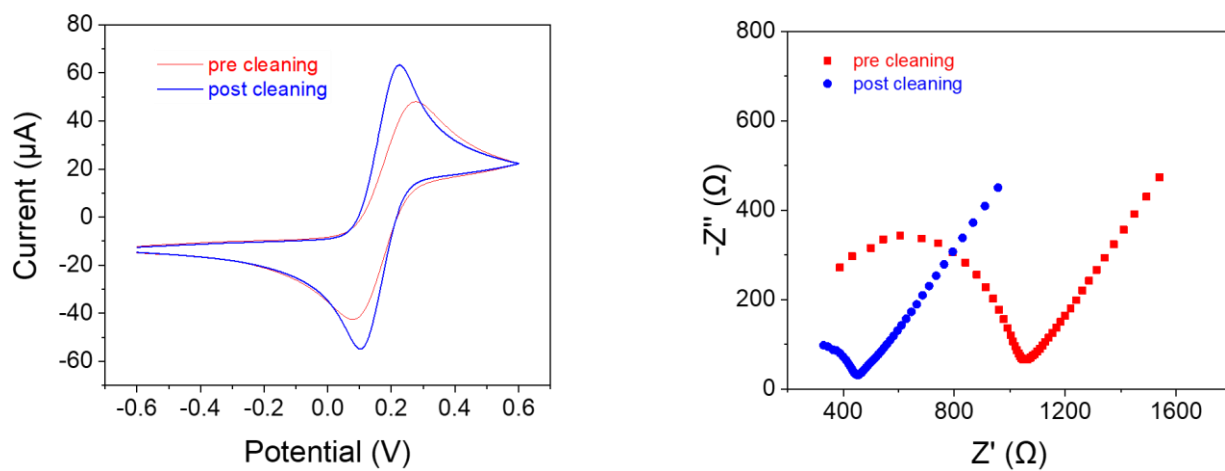 80
60
40
20
0
-20
-40
-60
Current (µA)
pre cleaning
post cleaning
-0.6 -0.4 -0.2 0.0 0.2 0.4 0.6
Potential (V)
800
600
400
200
0
-Z" (Ω)
pre cleaning
post cleaning
400 800 1200 1600
Z' (Ω)